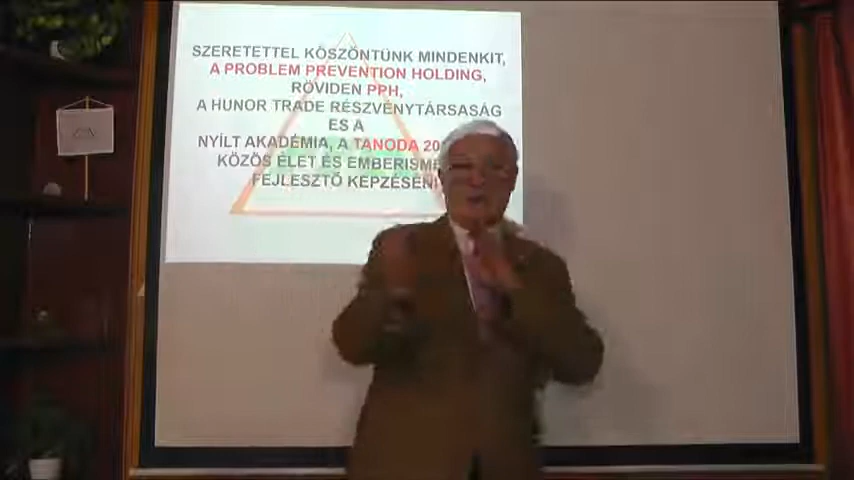 SZERETETTEL KÖSZÖNTÜNK MINDENKIT,
A PROBLEM PREVENTION HOLDING,
RÖVIDEN PPH,
A HUNOR TRADE RÉSZVÉNYTÁRSASÁG
ÉS A
NYÍLT AKADÉMIA, A TANODA
KÖZÖS ÉLET ÉS EMBERISMERET
FEJLESZTŐ KÉPZÉSÉN!